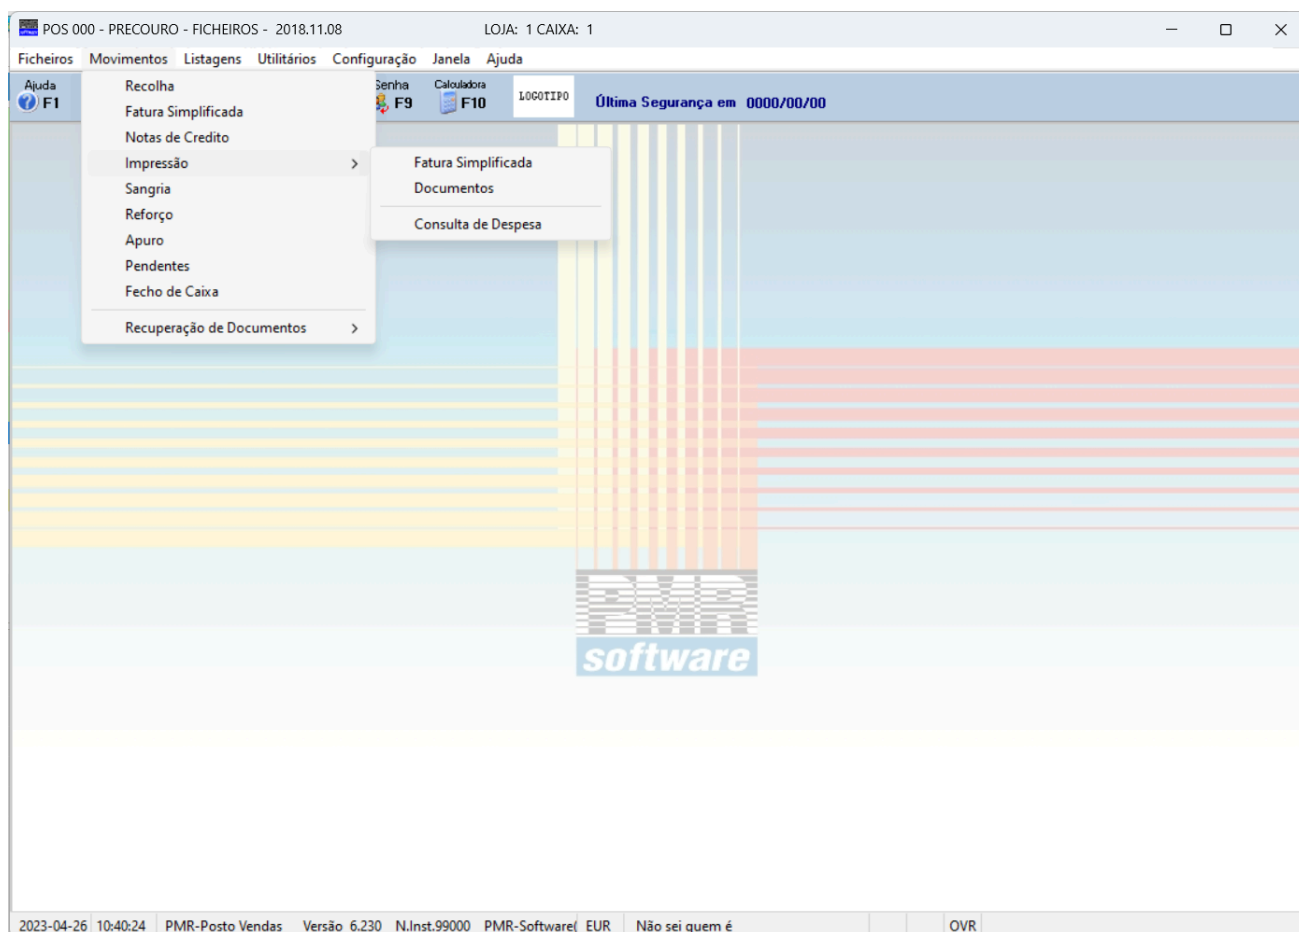 POS 000 - PRECOURO - FICHEIROS - 2018.11.08 LOJA: 1 CAIXA: 1
Ficheiros Movimentos Listagens Utilitários Configuração Janela Ajuda
Ajuda Senha Calculadora
F1 F9 F10 LOGOTIPO Última Segurança em 0000/00/00
Recolha
Fatura Simplificada
Notas de Credito
Impressão
Sangria
Reforço
Apuro
Pendentes
Fecho de Caixa
Recuperação de Documentos
Fatura Simplificada
Documentos
Consulta de Despesa
PMR
software
2023-04-26 10:40:24 PMR-Posto Vendas Versão 6.230 N.Inst.99000 PMR-Software( EUR Não sei quem é OVR